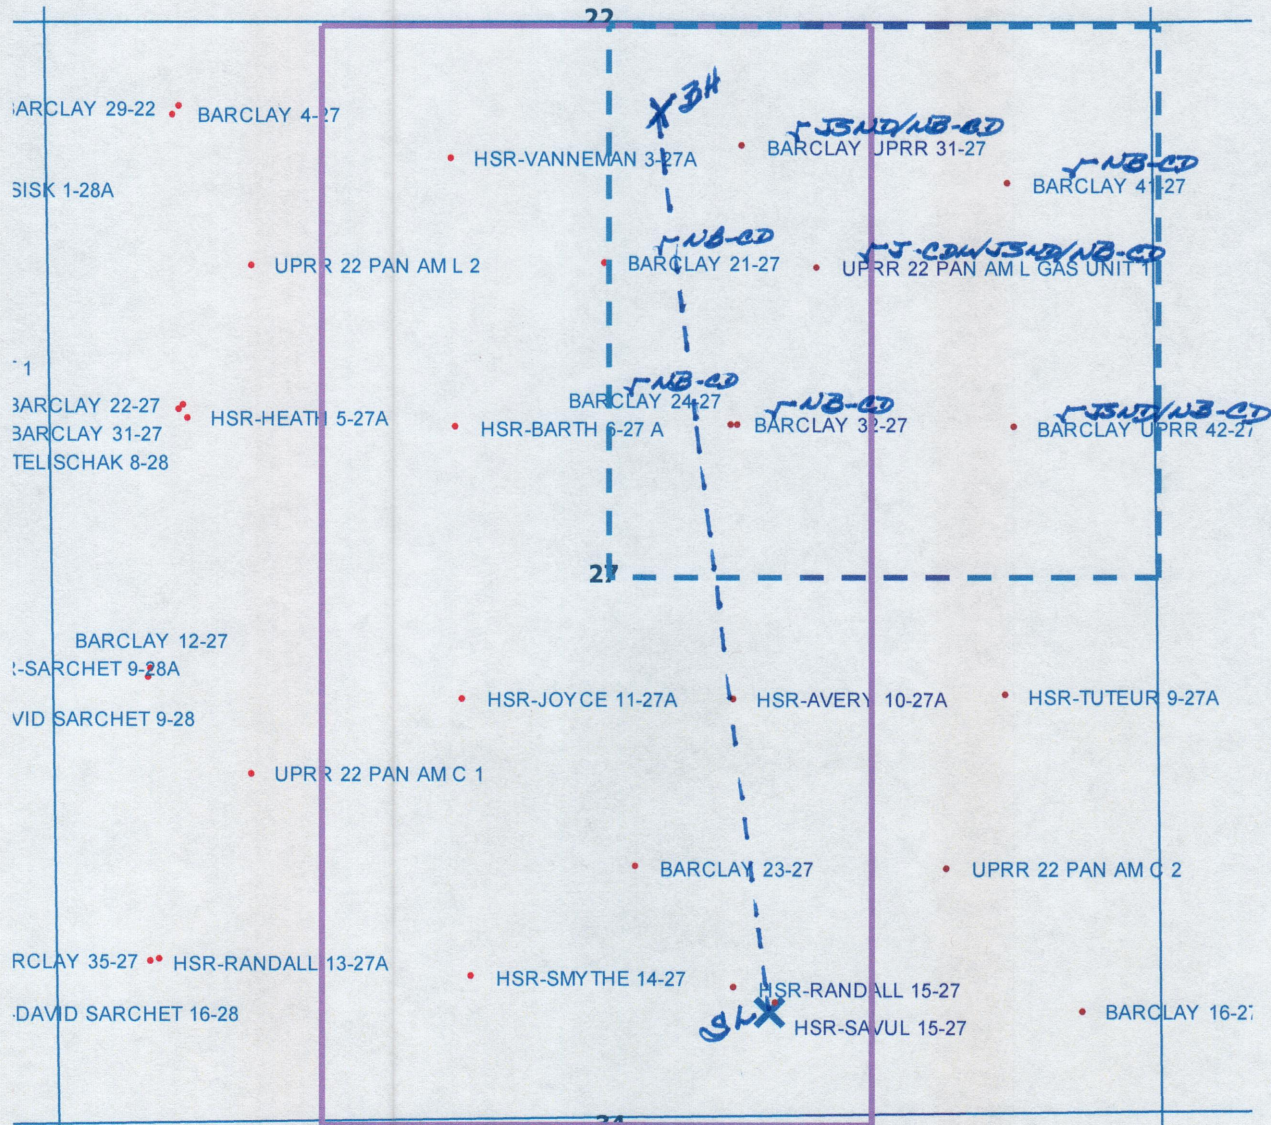 22
BH
BARCLAY 29-22
BARCLAY 4-27
JSND/NB-CD
BARCLAY UPRR 31-27
HSR-VANNEMAN 3-27A
NB-CD
BARCLAY 41-27
SISK 1-28A
NB-CD
J-CDW/JSND/NB-CD
UPRR 22 PAN AM L 2
BARCLAY 21-27
UPRR 22 PAN AM L GAS UNIT 1
1
NB-CD
BARCLAY 24-27
NB-CD
JSND/NB-CD
BARCLAY 22-27
HSR-HEATH 5-27A
HSR-BARTH 6-27 A
BARCLAY 32-27
BARCLAY UPRR 42-27
BARCLAY 31-27
TELISCHAK 8-28
27
BARCLAY 12-27
R-SARCHET 9-28A
HSR-JOYCE 11-27A
HSR-AVERY 10-27A
HSR-TUTEUR 9-27A
VID SARCHET 9-28
UPRR 22 PAN AM C 1
BARCLAY 23-27
UPRR 22 PAN AM C 2
RCLAY 35-27
HSR-RANDALL 13-27A
HSR-SMYTHE 14-27
HSR-RANDALL 15-27
DAVID SARCHET 16-28
SL
HSR-SAVUL 15-27
BARCLAY 16-27
34